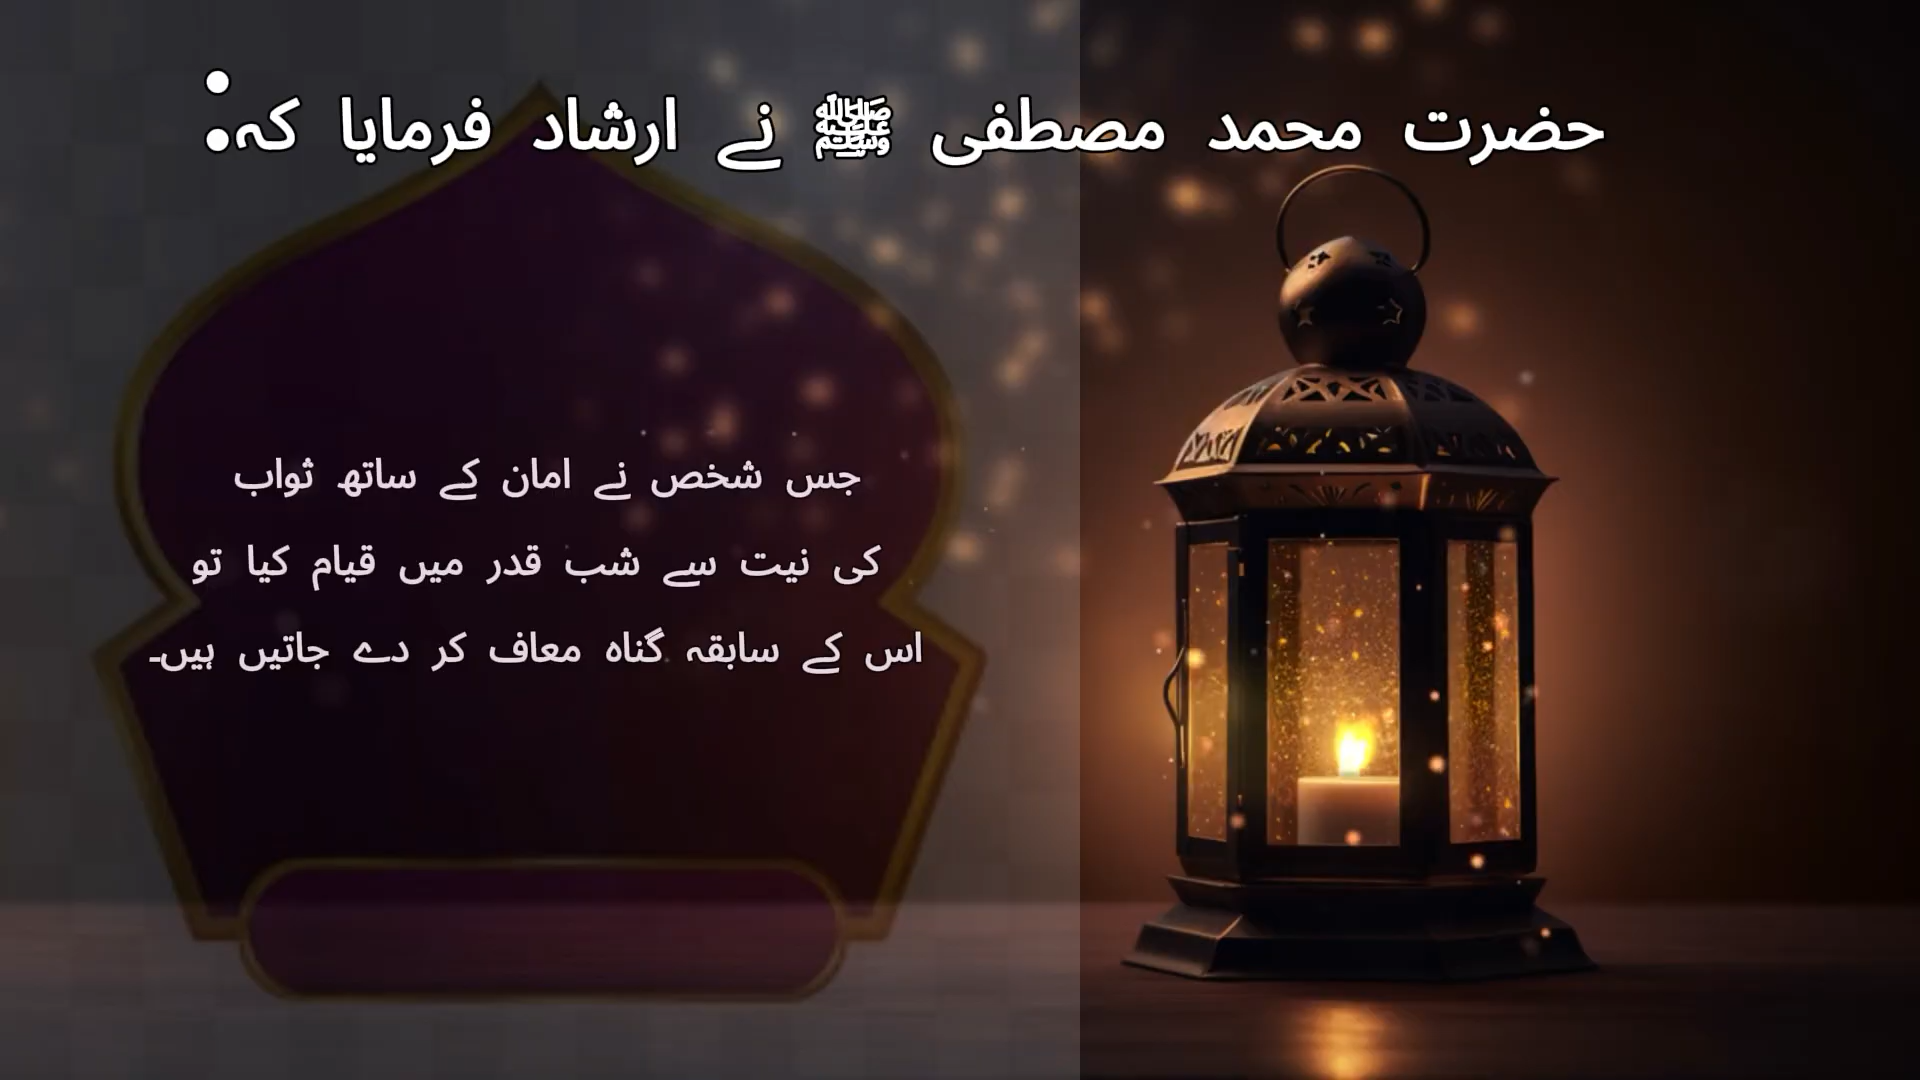 حضرت محمد مصطفی ﷺ نے ارشاد فرمایا کہ:
جس شخص نے امان کے ساتھ ثواب
کی نیت سے شب قدر میں قیام کیا تو
اس کے سابقہ گناہ معاف کر دے جاتیں ہیں۔